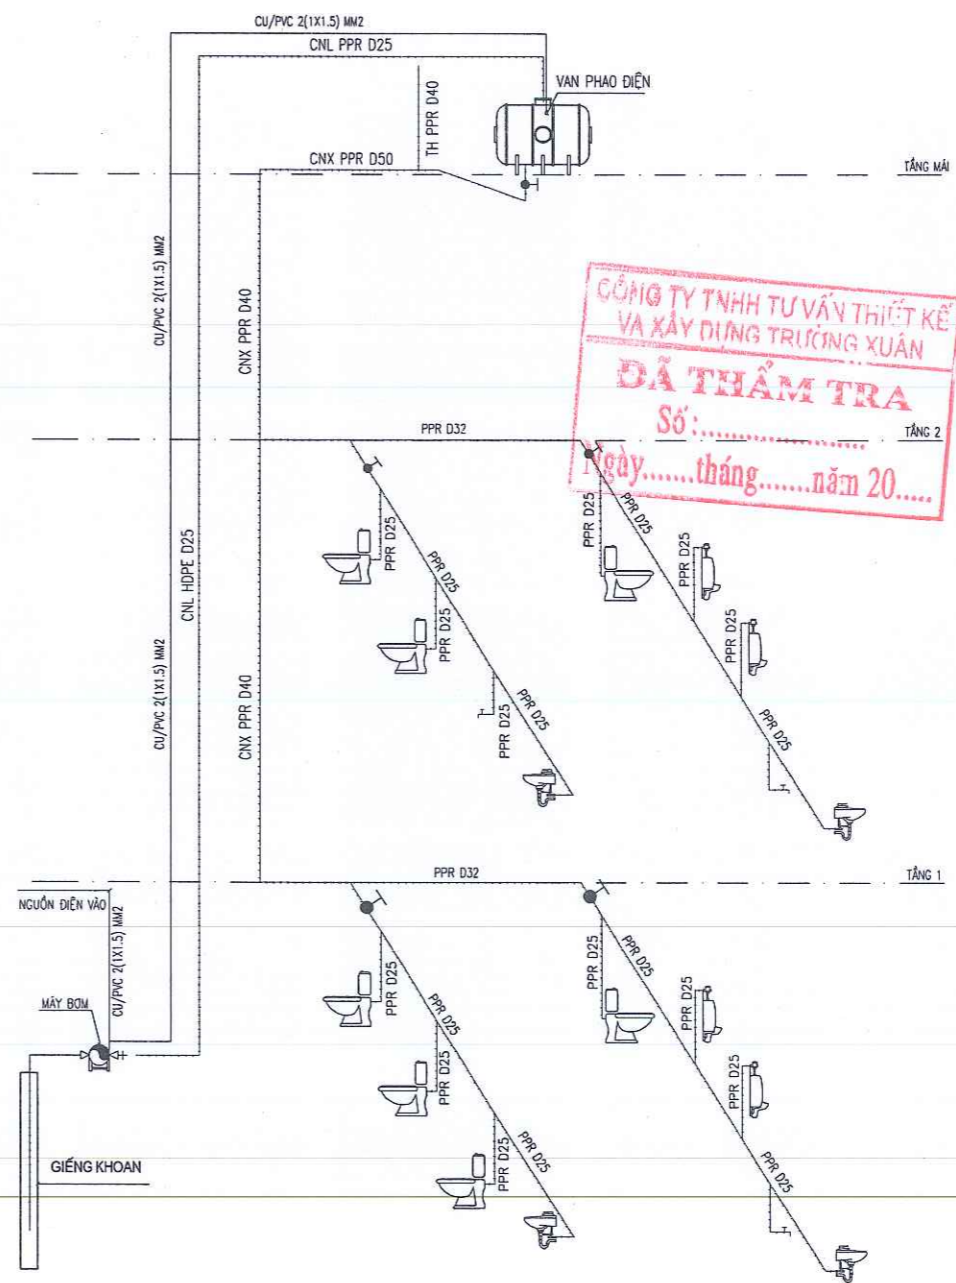 CU/PVC 2(1X1.5) MM2
CNL PPR D25
VAN PHAO ĐIỆN
TH PPR D40
CNX PPR D50
TẦNG MÁI
CU/PVC 2(1X1.5) MM2
CNX PPR D40
CÔNG TY TNHH TƯ VẤN THIẾT KẾ
VÀ XÂY DỰNG TRƯỜNG XUÂN
ĐÃ THẨM TRA
Số:....................
Ngày.......tháng.......năm 20.....
PPR D32
TẦNG 2
PPR D25
PPR D25
PPR D25
PPR D25
PPR D25
PPR D25
PPR D25
PPR D25
PPR D25
PPR D25
PPR D25
CNL HDPE D25
CU/PVC 2(1X1.5) MM2
CNX PPR D40
PPR D32
TẦNG 1
NGUỒN ĐIỆN VÀO
CU/PVC 2(1X1.5) MM2
MÁY BƠM
PPR D25
PPR D25
PPR D25
PPR D25
PPR D25
PPR D25
PPR D25
PPR D25
PPR D25
PPR D25
PPR D25
GIẾNG KHOAN